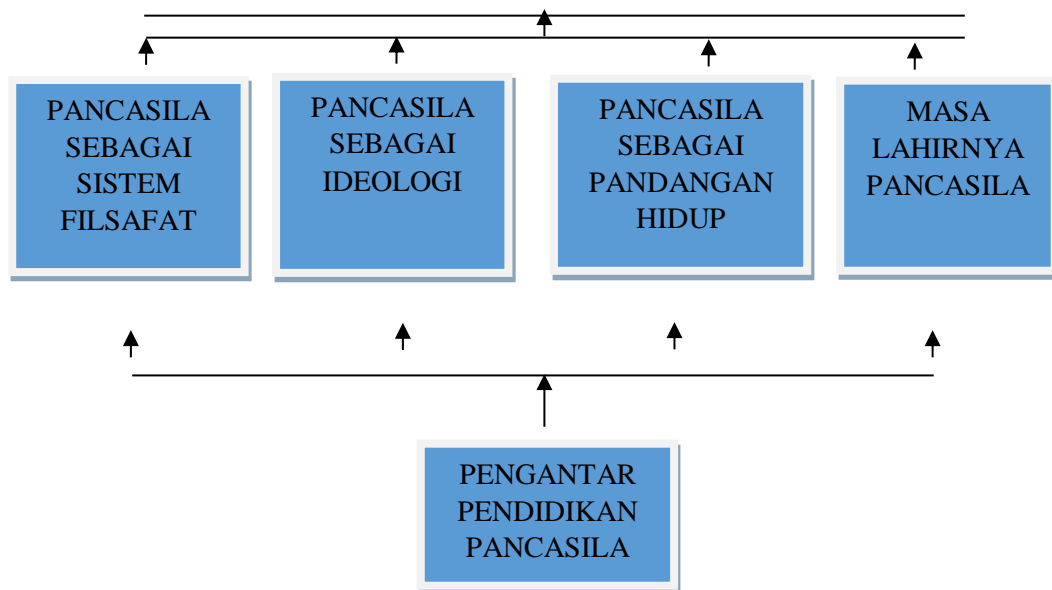 PANCASILA
SEBAGAI
SISTEM
FILSAFAT
PANCASILA
SEBAGAI
IDEOLOGI
PANCASILA
SEBAGAI
PANDANGAN
HIDUP
MASA
LAHIRNYA
PANCASILA
PENGANTAR
PENDIDIKAN
PANCASILA